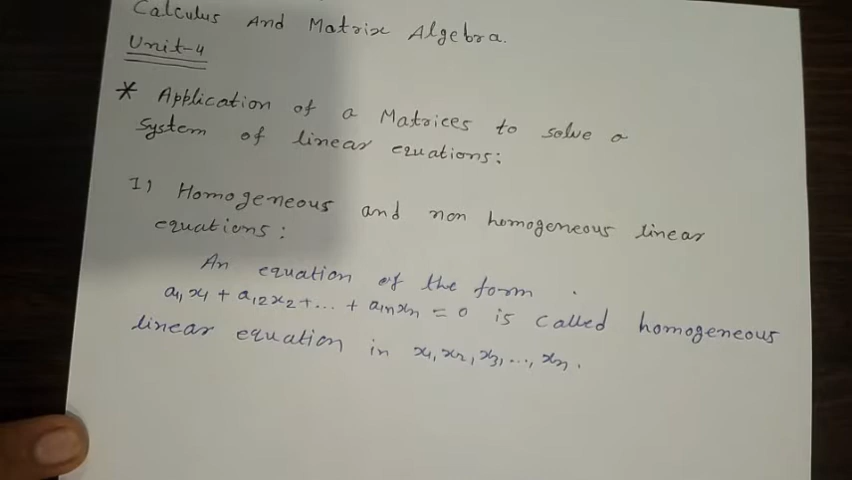 Calculus And Matrix Algebra.
Unit-4
* Application of a Matrices to solve a
system of linear equations:
I) Homogeneous and non homogeneous linear
equations:
An equation of the form
a₁₁x₁ + a₁₂x₂ + ... + a₁ₙxₙ = 0 is called homogeneous
linear equation in x₁, x₂, x₃, ..., xₙ.